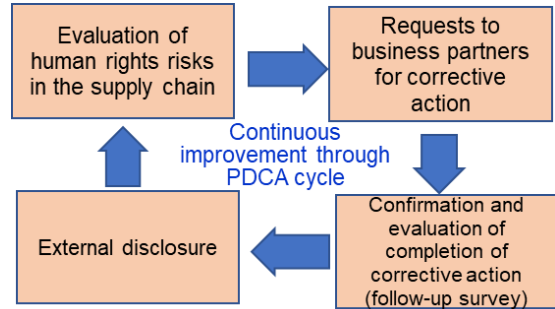 Evaluation of
human rights risks
in the supply chain
Requests to
business partners
for corrective
action
Continuous
improvement through
PDCA cycle
External disclosure
Confirmation and
evaluation of
completion of
corrective action
(follow-up survey)